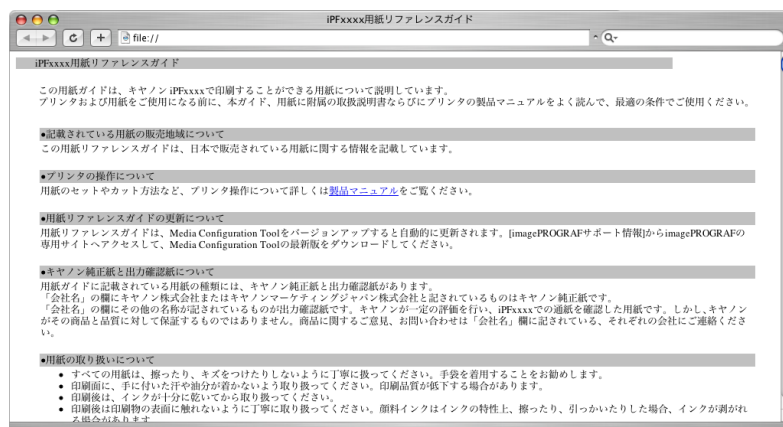 iPFxxxx用紙リファレンスガイド
file://
Q
iPFxxxx用紙リファレンスガイド
この用紙ガイドは、キヤノン iPFxxxxで印刷することができる用紙について説明しています。
プリンタおよび用紙をご使用になる前に、本ガイド、用紙に附属の取扱説明書ならびにプリンタの製品マニュアルをよく読んで、最適の条件でご使用ください。
●記載されている用紙の販売地域について
この用紙リファレンスガイドは、日本で販売されている用紙に関する情報を記載しています。
●プリンタの操作について
用紙のセットやカット方法など、プリンタ操作について詳しくは製品マニュアルをご覧ください。
●用紙リファレンスガイドの更新について
用紙リファレンスガイドは、Media Configuration Toolをバージョンアップすると自動的に更新されます。[imagePROGRAFサポート情報]からimagePROGRAFの
専用サイトへアクセスして、Media Configuration Toolの最新版をダウンロードしてください。
●キヤノン純正紙と出力確認紙について
用紙ガイドに記載されている用紙の種類には、キヤノン純正紙と出力確認紙があります。
「会社名」の欄にキヤノン株式会社またはキヤノンマーケティングジャパン株式会社と記されているものはキヤノン純正紙です。
「会社名」の欄にその他の名称が記されているものが出力確認紙です。キヤノンが一定の評価を行い、iPFxxxxでの通紙を確認した用紙です。しかし、キヤノン
がその商品と品質に対して保証するものではありません。商品に関するご意見、お問い合わせは「会社名」欄に記されている、それぞれの会社にご連絡くださ
い。
●用紙の取り扱いについて
• すべての用紙は、擦ったり、キズをつけたりしないように丁寧に扱ってください。手袋を着用することをお勧めします。
• 印刷面に、手に付いた汗や油分が着かないよう取り扱ってください。印刷品質が低下する場合があります。
• 印刷後は、インクが十分に乾いてから取り扱ってください。
• 印刷後は印刷物の表面に触れないように丁寧に取り扱ってください。顔料インクはインクの特性上、擦ったり、引っかいたりした場合、インクが剥がれ
る場合があります。